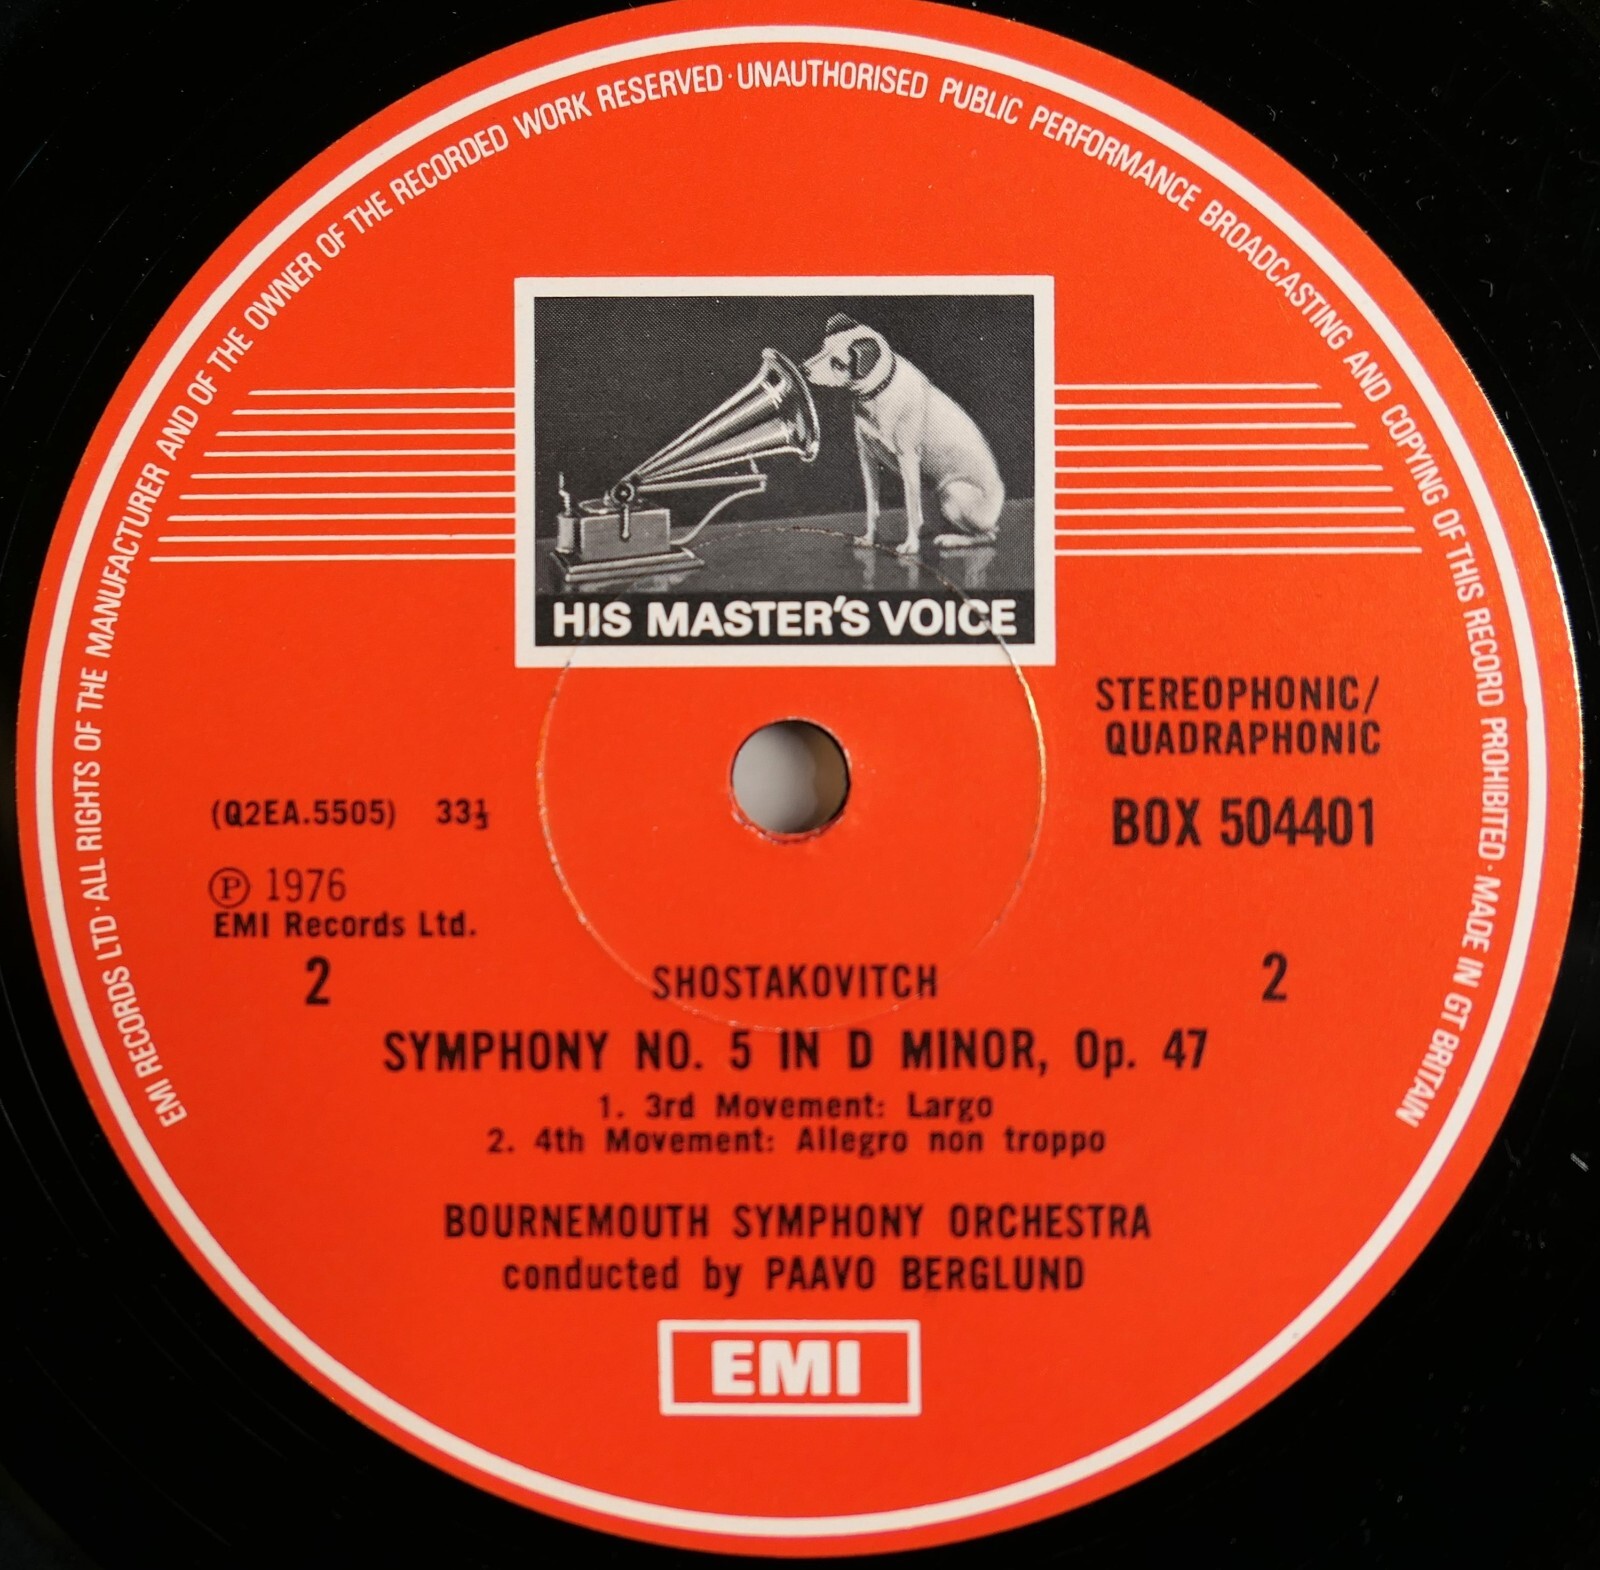 EMI RECORDS LTD · ALL RIGHTS OF THE MANUFACTURER AND OF THE OWNER OF THE RECORDED WORK RESERVED · UNAUTHORISED PUBLIC PERFORMANCE BROADCASTING AND COPYING OF THIS RECORD PROHIBITED · MADE IN GT BRITAIN
HIS MASTER'S VOICE
STEREOPHONIC/
QUADRAPHONIC
(Q2EA.5505) 33⅓
BOX 504401
℗ 1976
EMI Records Ltd.
2 SHOSTAKOVITCH 2
SYMPHONY NO. 5 IN D MINOR, Op. 47
1. 3rd Movement: Largo
2. 4th Movement: Allegro non troppo
BOURNEMOUTH SYMPHONY ORCHESTRA
conducted by PAAVO BERGLUND
EMI